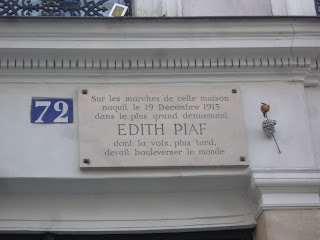 72
Sur les marches de cette maison
naquit le 19 Decembre 1915
dans le plus grand dénuement
EDITH PIAF
dont la voix, plus tard,
devait bouleverser le monde